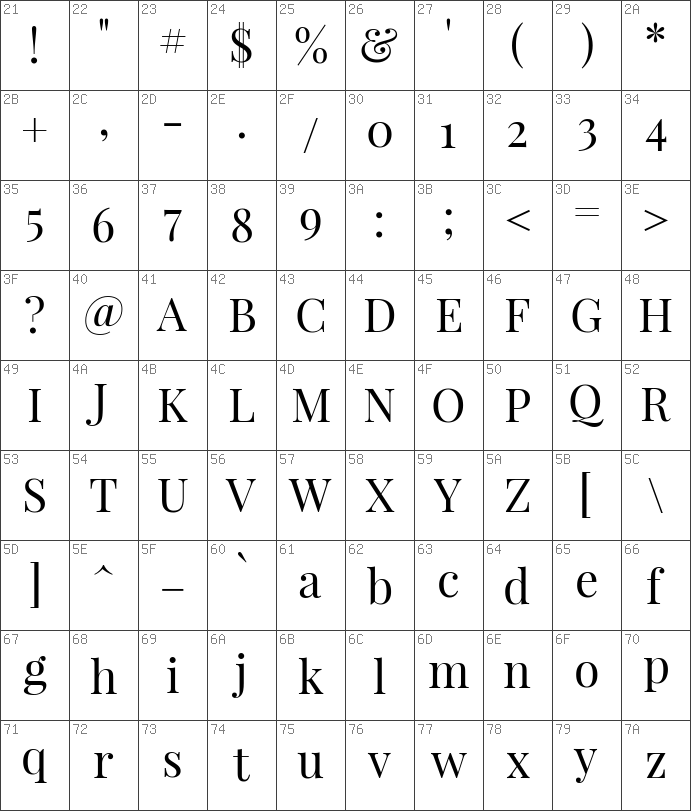 21 22 23 24 25 26 27 28 29 2A
! " # $ % & ' ( ) *
2B 2C 2D 2E 2F 30 31 32 33 34
+ , - . / 0 1 2 3 4
35 36 37 38 39 3A 3B 3C 3D 3E
5 6 7 8 9 : ; < = >
3F 40 41 42 43 44 45 46 47 48
? @ A B C D E F G H
49 4A 4B 4C 4D 4E 4F 50 51 52
I J K L M N O P Q R
53 54 55 56 57 58 59 5A 5B 5C
S T U V W X Y Z [ \
5D 5E 5F 60 61 62 63 64 65 66
] ^ _ ` a b c d e f
67 68 69 6A 6B 6C 6D 6E 6F 70
g h i j k l m n o p
71 72 73 74 75 76 77 78 79 7A
q r s t u v w x y z